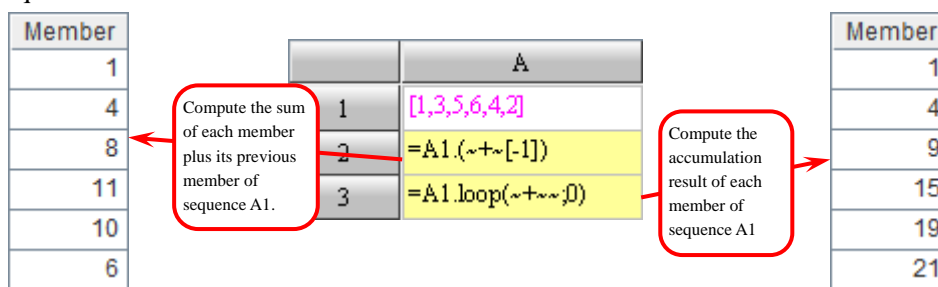 Member
1
4
8
11
10
6
Compute the sum
of each member
plus its previous
member of
sequence A1.
A
1 [1,3,5,6,4,2]
2 =A1.(~+~[-1])
3 =A1.loop(~+~~;0)
Compute the
accumulation
result of each
member of
sequence A1
Member
1
4
9
15
19
21